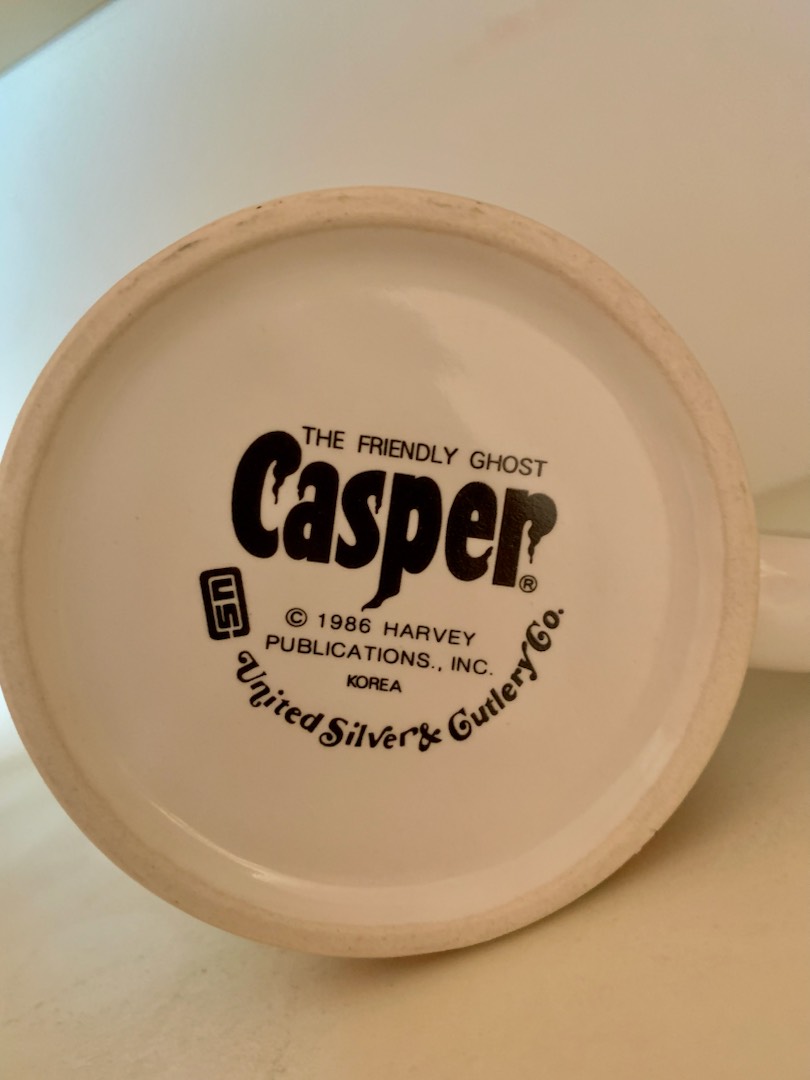 THE FRIENDLY GHOST
Casper®
© 1986 HARVEY
PUBLICATIONS., INC.
KOREA
US
United Silver & Cutlery Co.